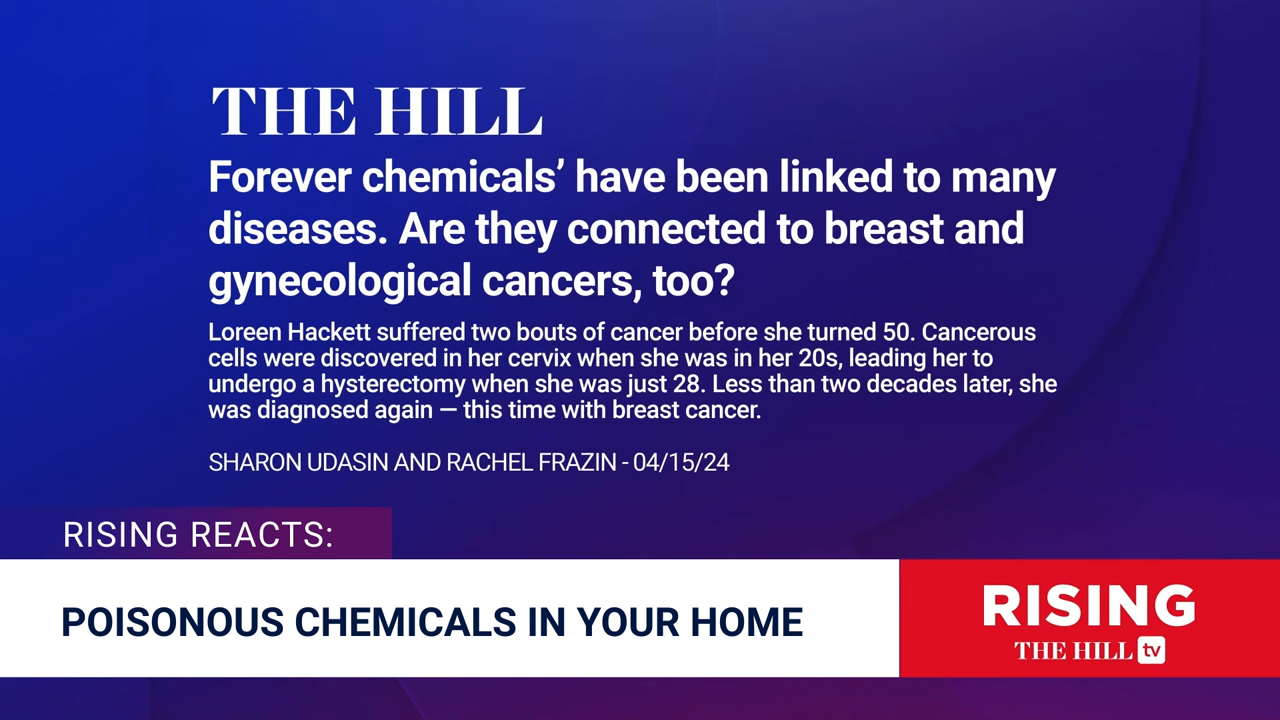 THE HILL
Forever chemicals’ have been linked to many
diseases. Are they connected to breast and
gynecological cancers, too?
Loreen Hackett suffered two bouts of cancer before she turned 50. Cancerous
cells were discovered in her cervix when she was in her 20s, leading her to
undergo a hysterectomy when she was just 28. Less than two decades later, she
was diagnosed again — this time with breast cancer.
SHARON UDASIN AND RACHEL FRAZIN - 04/15/24
RISING REACTS:
POISONOUS CHEMICALS IN YOUR HOME
RISING
THE HILL tv